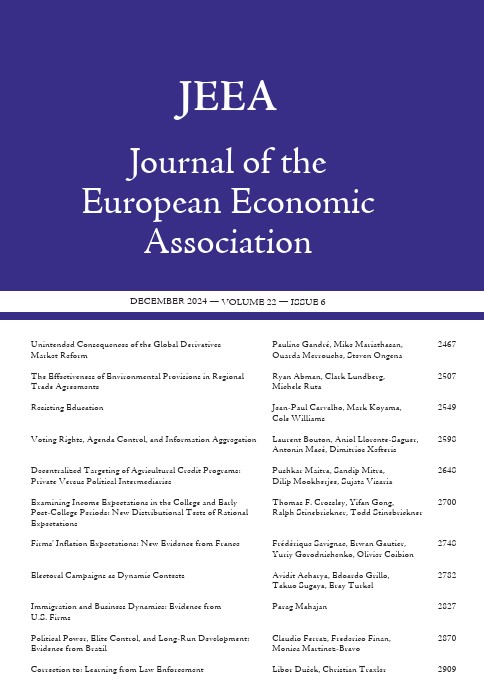 JEEA
Journal of the
European Economic
Association
DECEMBER 2024 — VOLUME 22 — ISSUE 6
Unintended Consequences of the Global Derivatives
Market Reform
Pauline Gandré, Mike Mariathasan,
Ouarda Merrouche, Steven Ongena
2467
The Effectiveness of Environmental Provisions in Regional
Trade Agreements
Ryan Abman, Clark Lundberg,
Michele Ruta
2507
Resisting Education
Jean-Paul Carvalho, Mark Koyama,
Cole Williams
2549
Voting Rights, Agenda Control, and Information Aggregation
Laurent Bouton, Aniol Llorente-Saguer,
Antonin Macé, Dimitrios Xefteris
2598
Decentralized Targeting of Agricultural Credit Programs:
Private Versus Political Intermediaries
Pushkar Maitra, Sandip Mitra,
Dilip Mookherjee, Sujata Visaria
2648
Examining Income Expectations in the College and Early
Post-College Periods: New Distributional Tests of Rational
Expectations
Thomas F. Crossley, Yifan Gong,
Ralph Stinebrickner, Todd Stinebrickner
2700
Firms' Inflation Expectations: New Evidence from France
Frédérique Savignac, Erwan Gautier,
Yuriy Gorodnichenko, Olivier Coibion
2748
Electoral Campaigns as Dynamic Contests
Avidit Acharya, Edoardo Grillo,
Takuo Sugaya, Eray Turkel
2782
Immigration and Business Dynamics: Evidence from
U.S. Firms
Parag Mahajan
2827
Political Power, Elite Control, and Long-Run Development:
Evidence from Brazil
Claudio Ferraz, Frederico Finan,
Monica Martinez-Bravo
2870
Correction to: Learning from Law Enforcement
Libor Dušek, Christian Traxler
2909